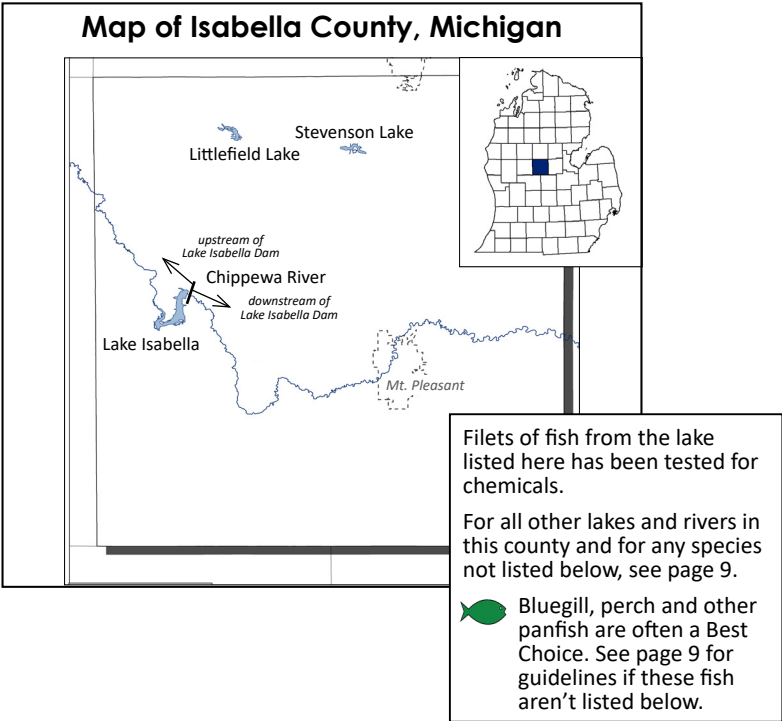 Map of Isabella County, Michigan
Stevenson Lake
Littlefield Lake
upstream of
Lake Isabella Dam
Chippewa River
downstream of
Lake Isabella Dam
Lake Isabella
Mt. Pleasant
Filets of fish from the lake
listed here has been tested for
chemicals.
For all other lakes and rivers in
this county and for any species
not listed below, see page 9.
Bluegill, perch and other
panfish are often a Best
Choice. See page 9 for
guidelines if these fish
aren’t listed below.